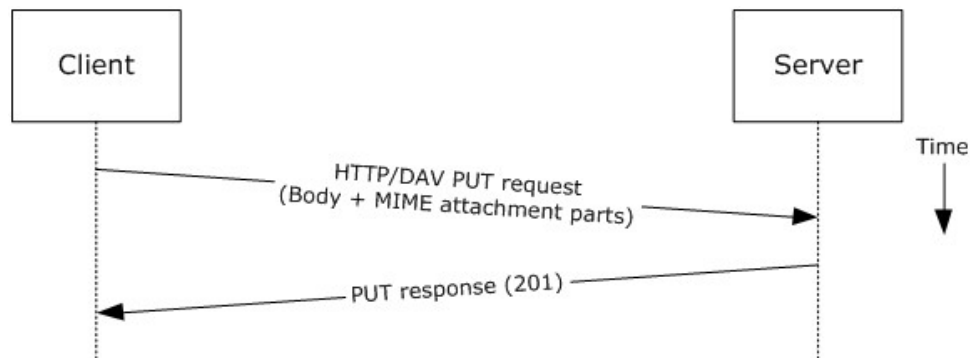 Client
Server
Time
HTTP/DAV PUT request
(Body + MIME attachment parts)
PUT response (201)